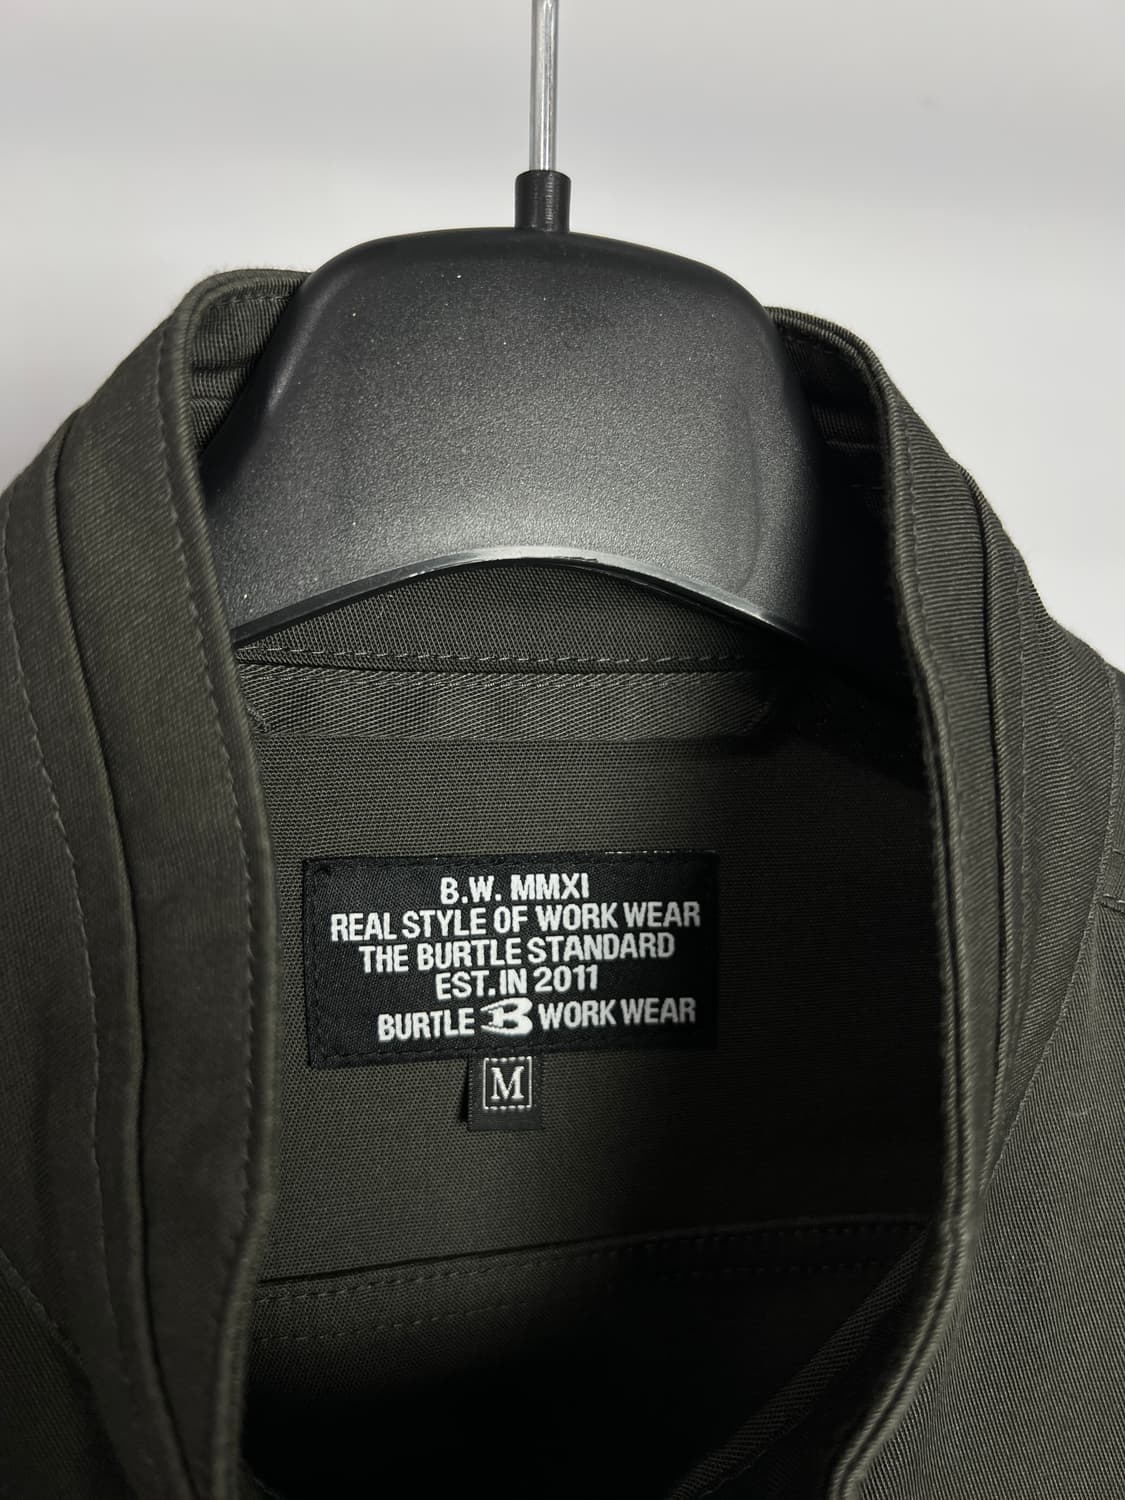 B.W. MMXI
REAL STYLE OF WORK WEAR
THE BURTLE STANDARD
EST. IN 2011
BURTLE B WORK WEAR
M